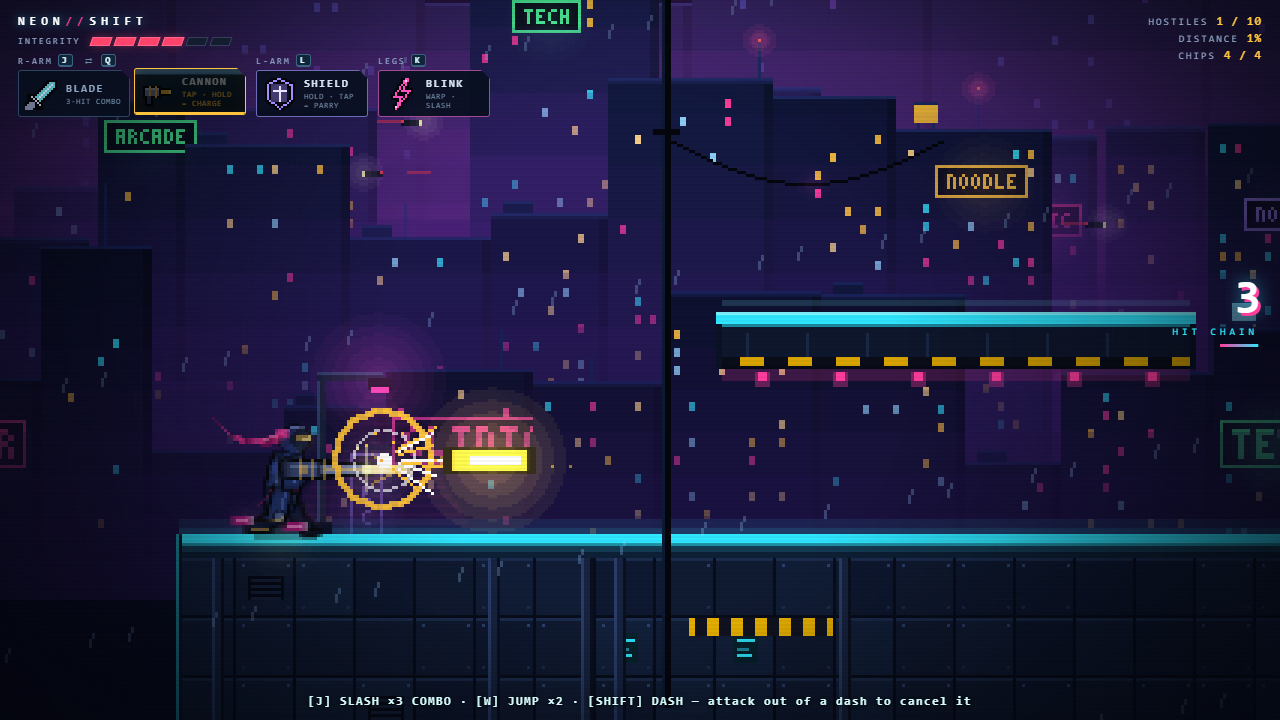 NEON//SHIFT
INTEGRITY
R-ARM J ⇄ Q
BLADE
3-HIT COMBO
CANNON
TAP · HOLD
= CHARGE
L-ARM L
SHIELD
HOLD · TAP
= PARRY
LEGS K
BLINK
WARP ·
SLASH
HOSTILES 1 / 10
DISTANCE 1%
CHIPS 4 / 4
TECH
ARCADE
NOODLE
3
HIT CHAIN
[J] SLASH ×3 COMBO · [W] JUMP ×2 · [SHIFT] DASH — attack out of a dash to cancel it